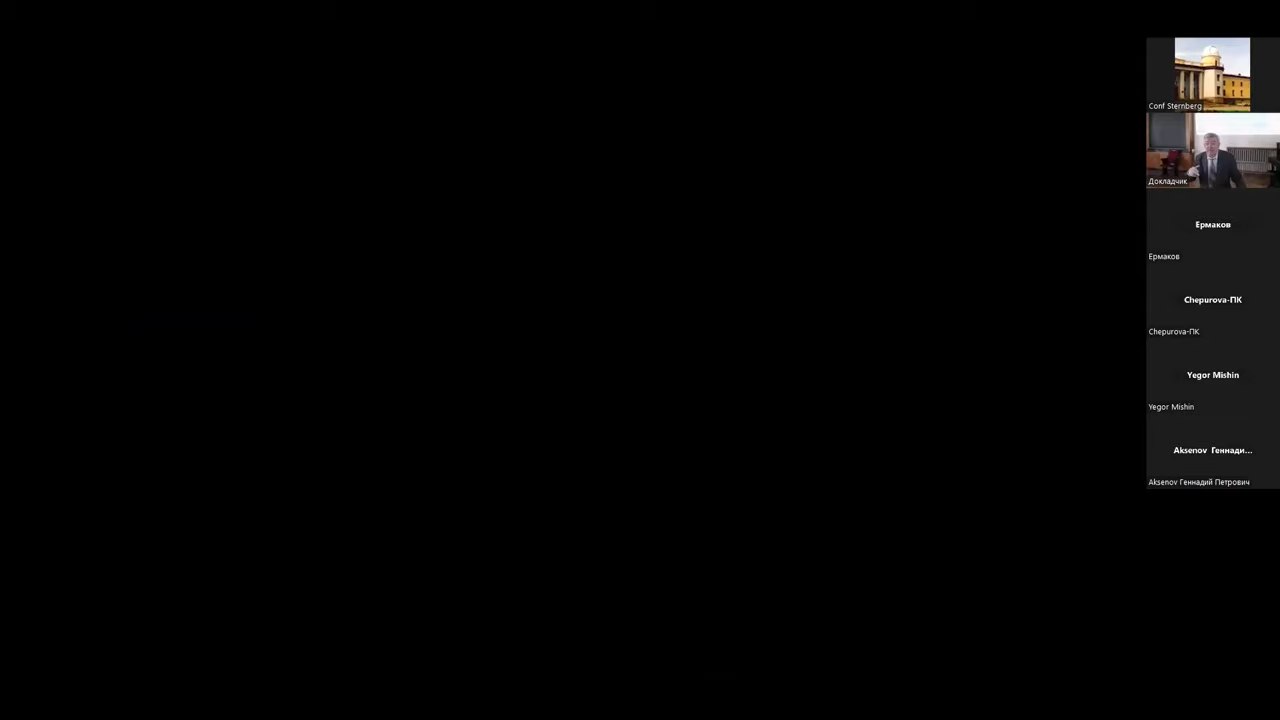 Conf Sternberg
Докладчик
Ермаков
Ермаков
Chepurova-ПК
Chepurova-ПК
Yegor Mishin
Yegor Mishin
Aksenov Геннади...
Aksenov Геннадий Петрович